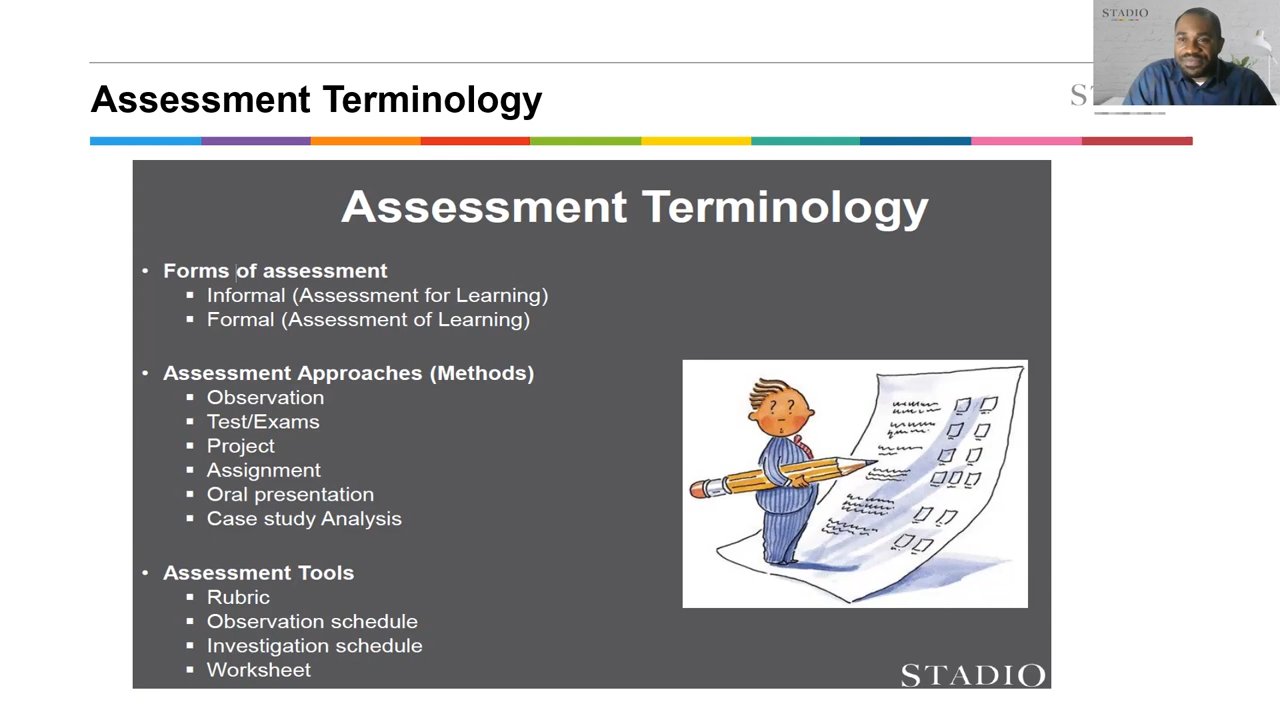 STADIO
Assessment Terminology
Assessment Terminology
• Forms of assessment
▪ Informal (Assessment for Learning)
▪ Formal (Assessment of Learning)
• Assessment Approaches (Methods)
▪ Observation
▪ Test/Exams
▪ Project
▪ Assignment
▪ Oral presentation
▪ Case study Analysis
• Assessment Tools
▪ Rubric
▪ Observation schedule
▪ Investigation schedule
▪ Worksheet
STADIO